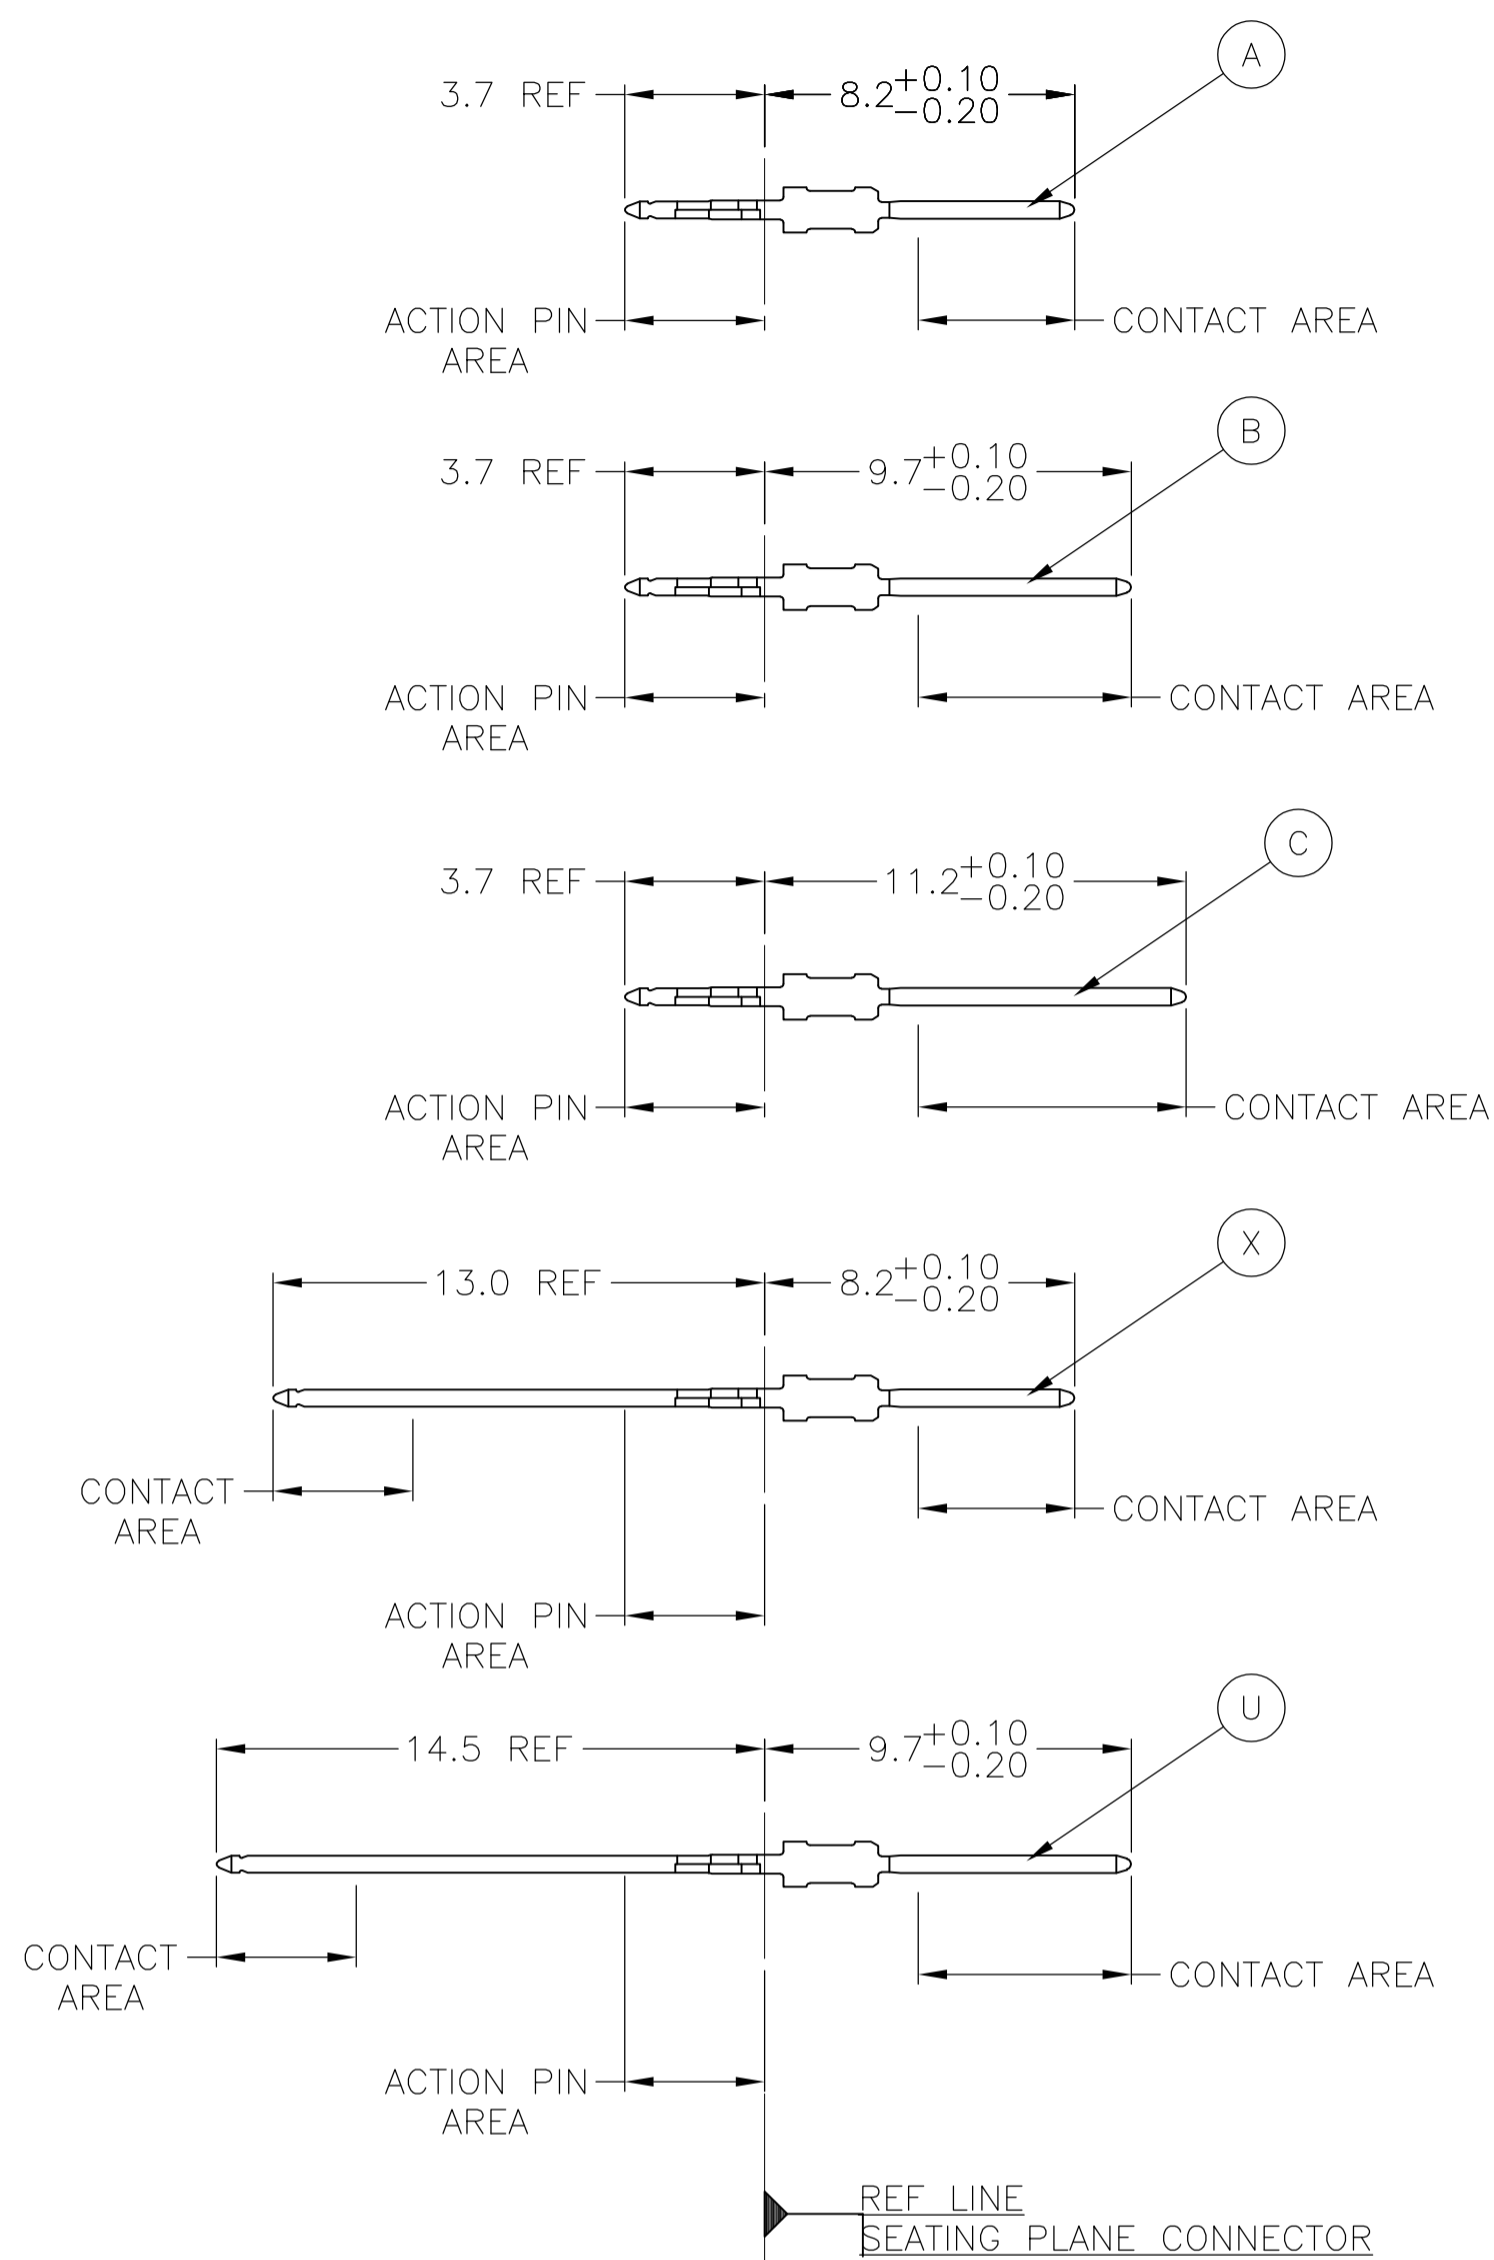 A
3.7 REF
8.2 +0.10
-0.20
ACTION PIN
AREA
CONTACT AREA
B
3.7 REF
9.7 +0.10
-0.20
ACTION PIN
AREA
CONTACT AREA
C
3.7 REF
11.2 +0.10
-0.20
ACTION PIN
AREA
CONTACT AREA
X
13.0 REF
8.2 +0.10
-0.20
CONTACT
AREA
CONTACT AREA
ACTION PIN
AREA
U
14.5 REF
9.7 +0.10
-0.20
CONTACT
AREA
CONTACT AREA
ACTION PIN
AREA
REF LINE
SEATING PLANE CONNECTOR